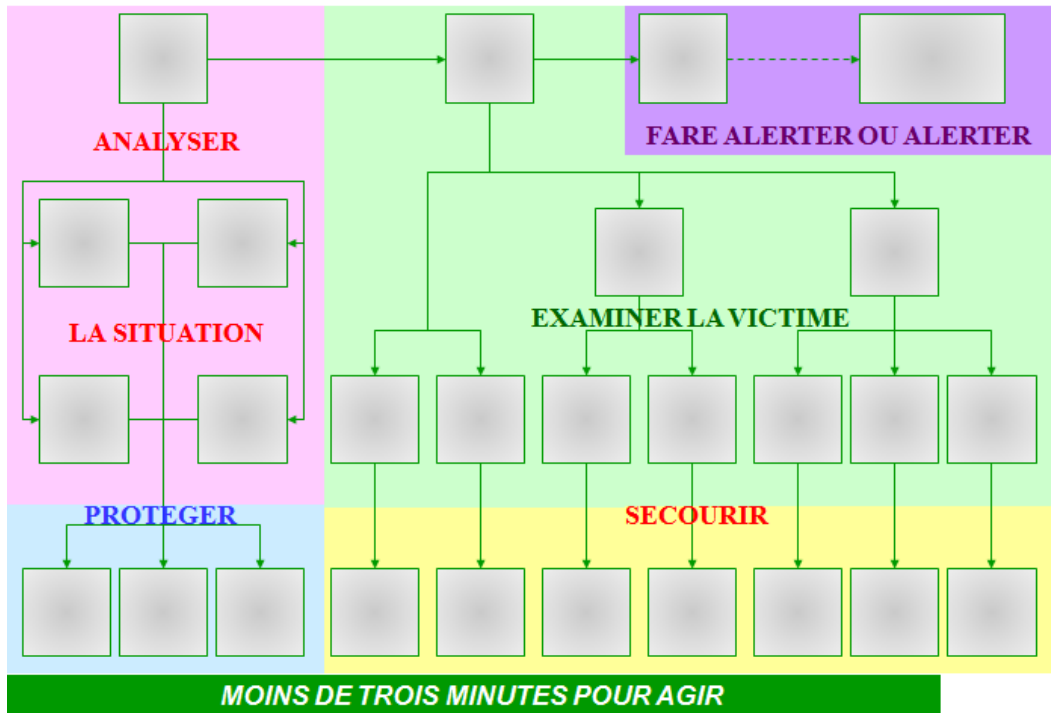 ANALYSER
FARE ALERTER OU ALERTER
LA SITUATION
EXAMINER LA VICTIME
PROTEGER
SECOURIR
MOINS DE TROIS MINUTES POUR AGIR